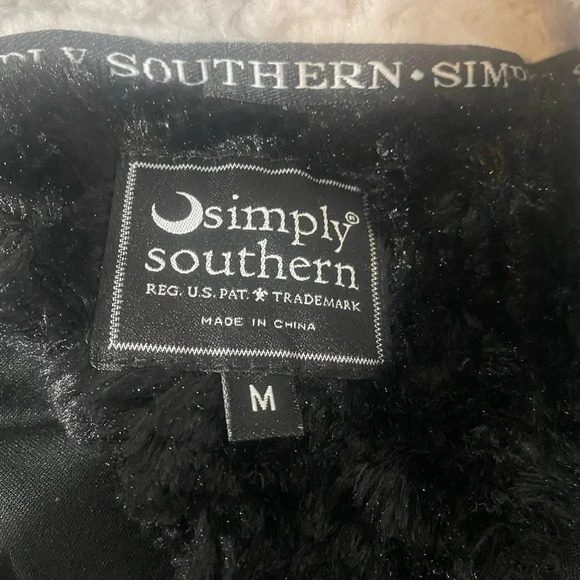 SOUTHERN • SIM
simply®
southern
REG. U.S. PAT. TRADEMARK
MADE IN CHINA
M